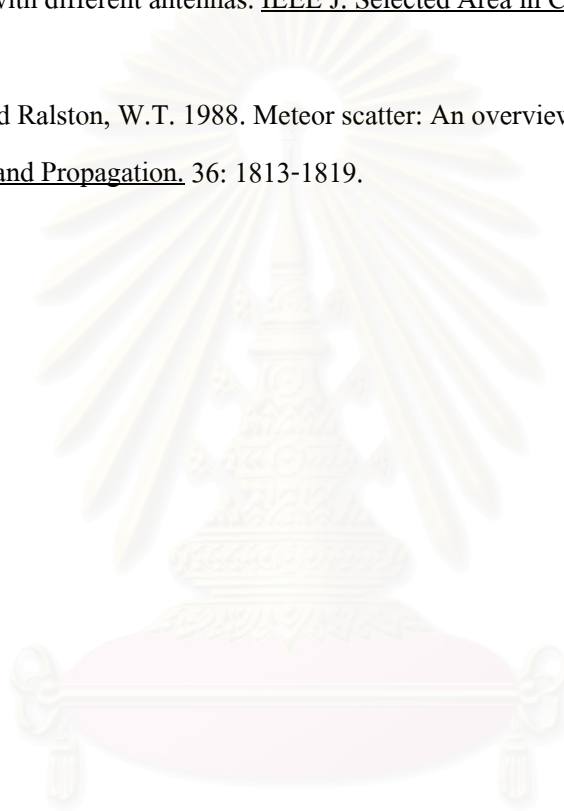 with different antennas. IEEE J. Selected Area in C
d Ralston, W.T. 1988. Meteor scatter: An overview
and Propagation. 36: 1813-1819.